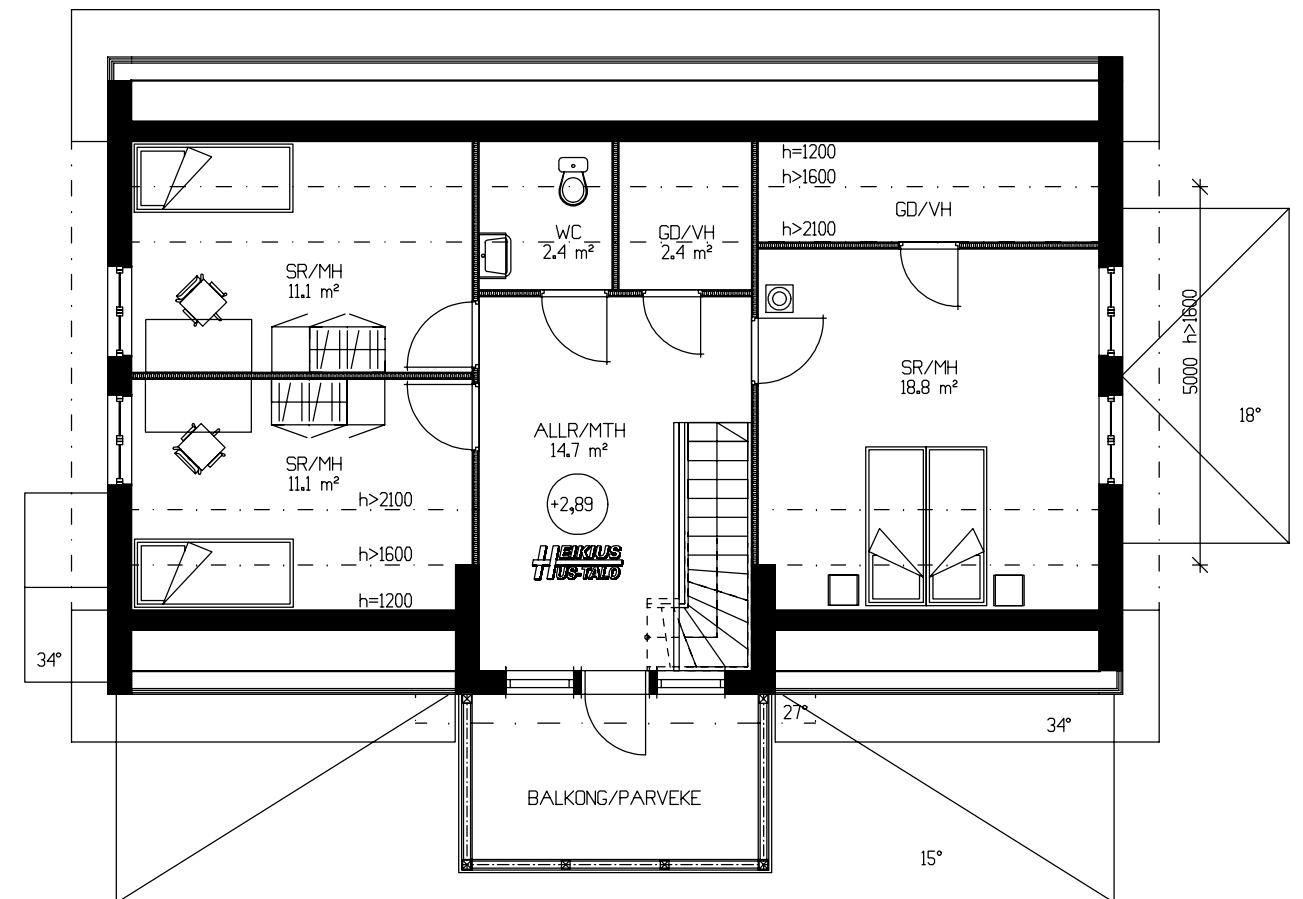 h=1200
h>1600
GD/VH
h>2100
WC
2.4 m²
GD/VH
2.4 m²
SR/MH
11.1 m²
5000 h>1600
SR/MH
18.8 m²
18°
ALLR/MTH
14.7 m²
SR/MH
11.1 m²
h>2100
+2,89
h>1600
HEIKIUS
HUS-TALO
h=1200
34°
27°
34°
BALKONG/PARVEKE
15°